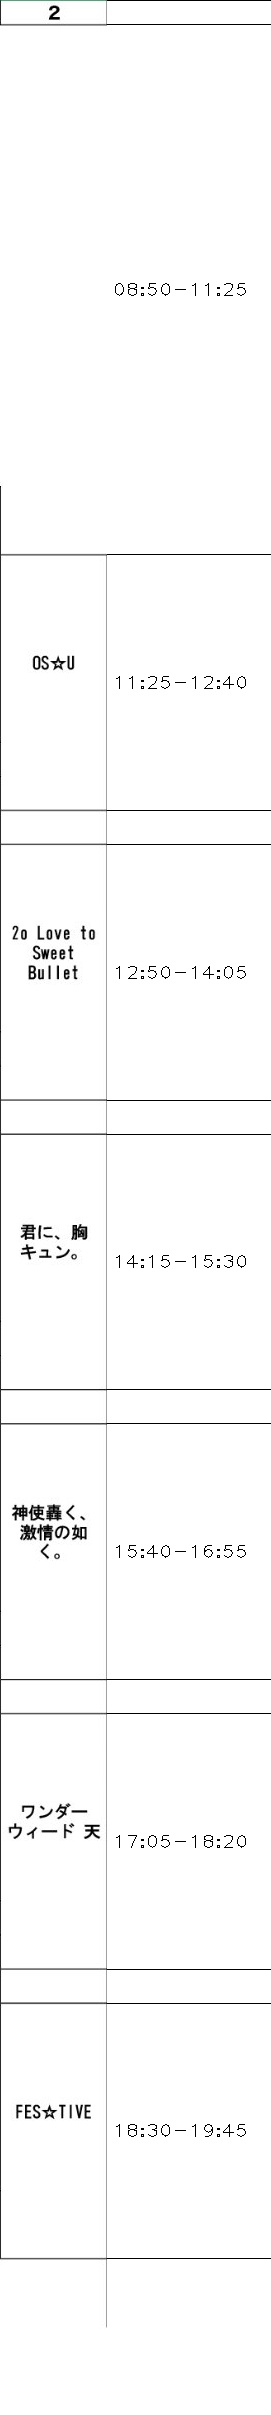 2
08:50-11:25
OS☆U
11:25-12:40
2o Love to
Sweet
Bullet
12:50-14:05
君に、胸
キュン。
14:15-15:30
神使轟く、
激情の如
く。
15:40-16:55
ワンダー
ウィード 天
17:05-18:20
FES☆TIVE
18:30-19:45